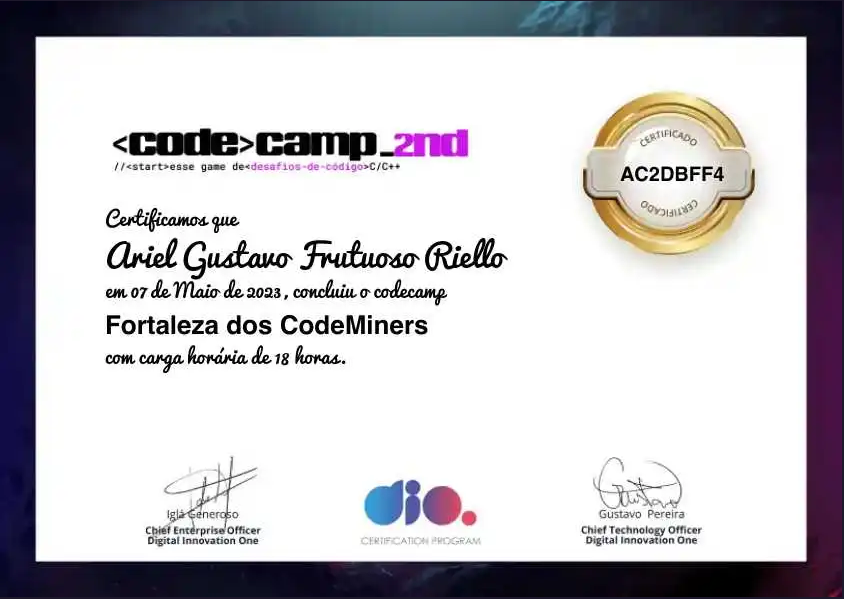 <code>camp_2nd
//<start>esse game de<desafios-de-código>C/C++
CERTIFICADO
AC2DBFF4
CERTIFICADO
Certificamos que
Ariel Gustavo Frutuoso Riello
em 07 de Maio de 2023, concluiu o codecamp
Fortaleza dos CodeMiners
com carga horária de 18 horas.
Iglá Generoso
Chief Enterprise Officer
Digital Innovation One
dio.
CERTIFICATION PROGRAM
Gustavo
Gustavo Pereira
Chief Technology Officer
Digital Innovation One